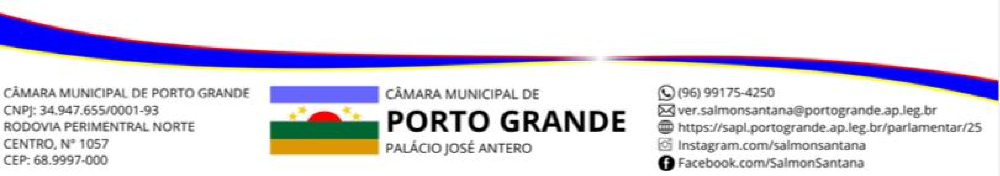 CÂMARA MUNICIPAL DE PORTO GRANDE
CNPJ: 34.947.655/0001-93
RODOVIA PERIMENTRAL NORTE
CENTRO, Nº 1057
CEP: 68.9997-000
CÂMARA MUNICIPAL DE
PORTO GRANDE
PALÁCIO JOSÉ ANTERO
(96) 99175-4250
ver.salmonsantana@portogrande.ap.leg.br
https://sapl.portogrande.ap.leg.br/parlamentar/25
Instagram.com/salmonsantana
Facebook.com/SalmonSantana